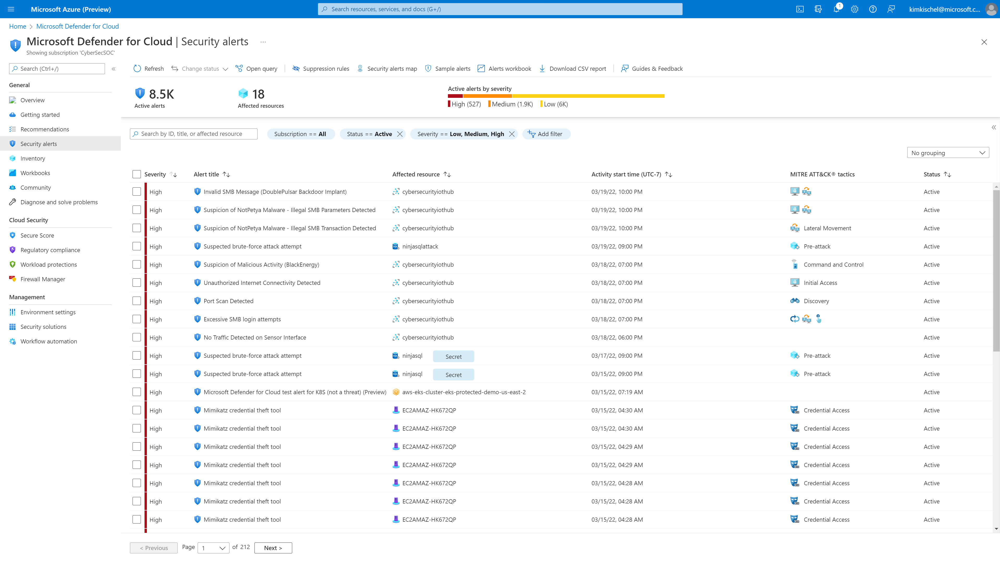 Microsoft Azure (Preview)
Search resources, services, and docs (G+/)
1
kimkischel@microsoft.c...
Home > Microsoft Defender for Cloud
Microsoft Defender for Cloud | Security alerts ...
Showing subscription 'CyberSecSOC'
Search (Ctrl+/)
«
General
Overview
Getting started
Recommendations
Security alerts
Inventory
Workbooks
Community
Diagnose and solve problems
Cloud Security
Secure Score
Regulatory compliance
Workload protections
Firewall Manager
Management
Environment settings
Security solutions
Workflow automation
Refresh Change status Open query Suppression rules Security alerts map Sample alerts Alerts workbook Download CSV report Guides & Feedback
8.5K
Active alerts
18
Affected resources
Active alerts by severity
High (527) Medium (1.9K) Low (6K)
Search by ID, title, or affected resource Subscription == All Status == Active Severity == Low, Medium, High Add filter
«
No grouping
Severity Alert title Affected resource Activity start time (UTC-7) MITRE ATT&CK® tactics Status
High Invalid SMB Message (DoublePulsar Backdoor Implant) cybersecurityiothub 03/19/22, 10:00 PM Active
High Suspicion of NotPetya Malware - Illegal SMB Parameters Detected cybersecurityiothub 03/19/22, 10:00 PM Active
High Suspicion of NotPetya Malware - Illegal SMB Transaction Detected cybersecurityiothub 03/19/22, 10:00 PM Lateral Movement Active
High Suspected brute-force attack attempt ninjasqlattack 03/19/22, 09:00 PM Pre-attack Active
High Suspicion of Malicious Activity (BlackEnergy) cybersecurityiothub 03/18/22, 07:00 PM Command and Control Active
High Unauthorized Internet Connectivity Detected cybersecurityiothub 03/18/22, 07:00 PM Initial Access Active
High Port Scan Detected cybersecurityiothub 03/18/22, 07:00 PM Discovery Active
High Excessive SMB login attempts cybersecurityiothub 03/18/22, 07:00 PM Active
High No Traffic Detected on Sensor Interface cybersecurityiothub 03/18/22, 06:00 PM Active
High Suspected brute-force attack attempt ninjasql Secret 03/17/22, 09:00 PM Pre-attack Active
High Suspected brute-force attack attempt ninjasql Secret 03/15/22, 09:00 PM Pre-attack Active
High Microsoft Defender for Cloud test alert for K8S (not a threat) (Preview) aws-eks-cluster-eks-protected-demo-us-east-2 03/15/22, 07:19 AM Active
High Mimikatz credential theft tool EC2AMAZ-HK672QP 03/15/22, 04:30 AM Credential Access Active
High Mimikatz credential theft tool EC2AMAZ-HK672QP 03/15/22, 04:30 AM Credential Access Active
High Mimikatz credential theft tool EC2AMAZ-HK672QP 03/15/22, 04:29 AM Credential Access Active
High Mimikatz credential theft tool EC2AMAZ-HK672QP 03/15/22, 04:29 AM Credential Access Active
High Mimikatz credential theft tool EC2AMAZ-HK672QP 03/15/22, 04:28 AM Credential Access Active
High Mimikatz credential theft tool EC2AMAZ-HK672QP 03/15/22, 04:28 AM Credential Access Active
High Mimikatz credential theft tool EC2AMAZ-HK672QP 03/15/22, 04:28 AM Credential Access Active
< Previous Page 1 of 212 Next >